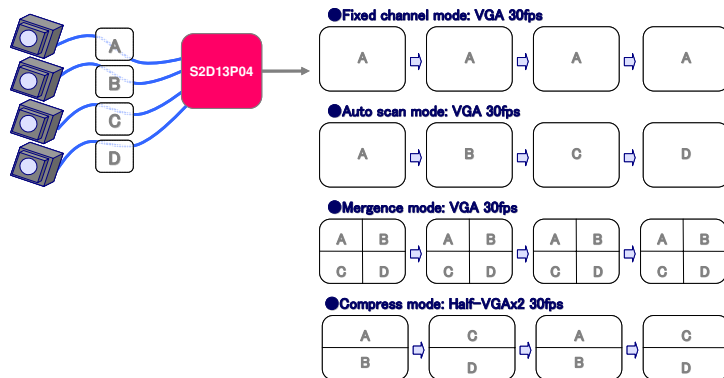 A
B
C
D
S2D13P04
●Fixed channel mode: VGA 30fps
A A A A
●Auto scan mode: VGA 30fps
A B C D
●Mergence mode: VGA 30fps
A B A B A B A B
C D C D C D C D
●Compress mode: Half-VGAx2 30fps
A C A C
B D B D